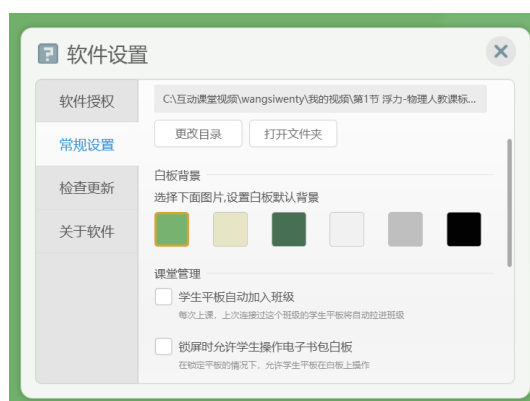 软件设置
软件授权
常规设置
检查更新
关于软件
C:\互动课堂视频\wangsiwenty\我的视频\第1节 浮力-物理人教课标...
更改目录
打开文件夹
白板背景
选择下面图片,设置白板默认背景
课堂管理
学生平板自动加入班级
每次上课，上次连接过这个班级的学生平板将自动拉进班级
锁屏时允许学生操作电子书包白板
在锁定平板的情况下，允许学生平板在白板上操作